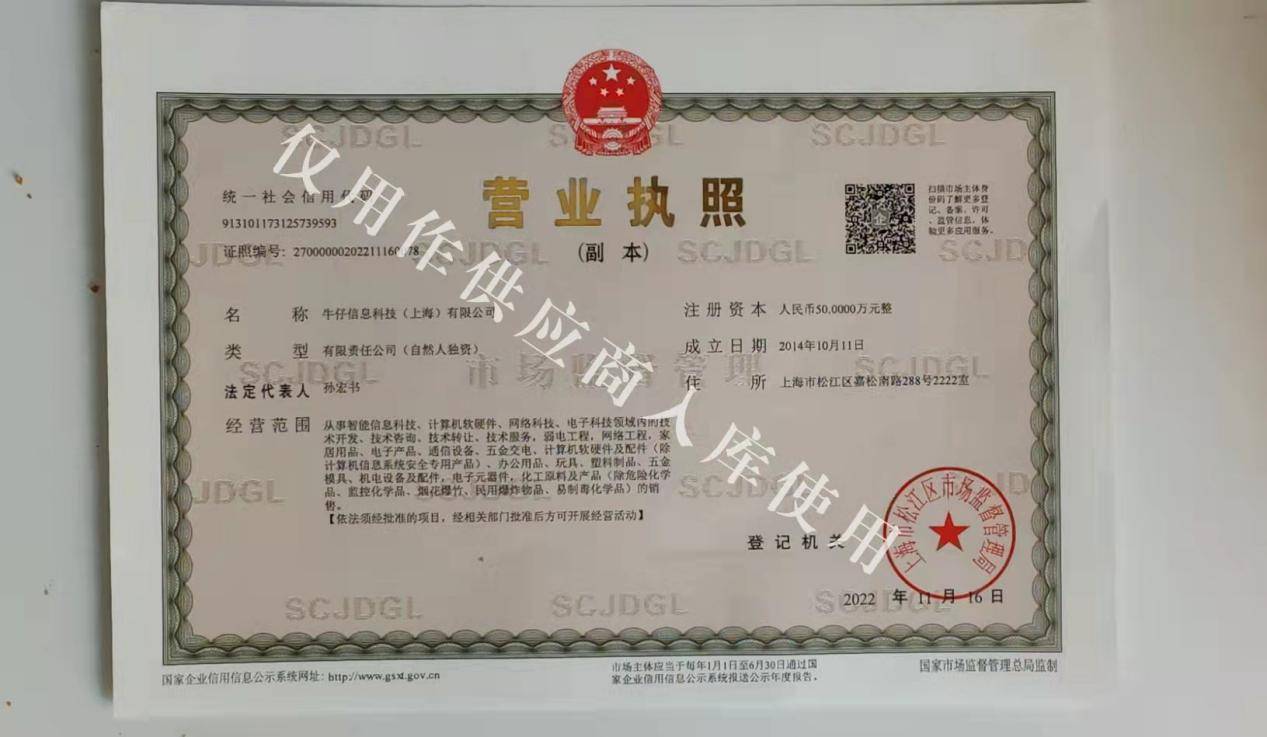 统一社会信用代码
913101173125739593
证照编号：27000000202211160
营业执照
（副 本）
扫描市场主体身
份码了解更多登
记、备案、许可
、监管信息，体
验更多应用服务。
名称 牛仔信息科技（上海）有限公司
类型 有限责任公司（自然人独资）
法定代表人 孙宏书
经营范围 从事智能信息科技、计算机软硬件、网络科技、电子科技领域内的技
术开发、技术咨询、技术转让、技术服务，弱电工程，网络工程，家
居用品、电子产品、通信设备、五金交电、计算机软硬件及配件（除
计算机信息系统安全专用产品）、办公用品、玩具、塑料制品、五金
模具、机电设备及配件，电子元器件，化工原料及产品（除危险化学
品、监控化学品、烟花爆竹、民用爆炸物品、易制毒化学品）的销
售。
【依法须经批准的项目，经相关部门批准后方可开展经营活动】
注册资本 人民币50.0000万元整
成立日期 2014年10月11日
住所 上海市松江区嘉松南路288号2222室
登记机关
上海市松江区市场监督管理局
2022 年 11 月 16 日
仅用作供应商入库使用
SCJDGL
市场监督管理
国家企业信用信息公示系统网址：http://www.gsxt.gov.cn
市场主体应当于每年1月1日至6月30日通过国
家企业信用信息公示系统报送公示年度报告。
国家市场监督管理总局监制